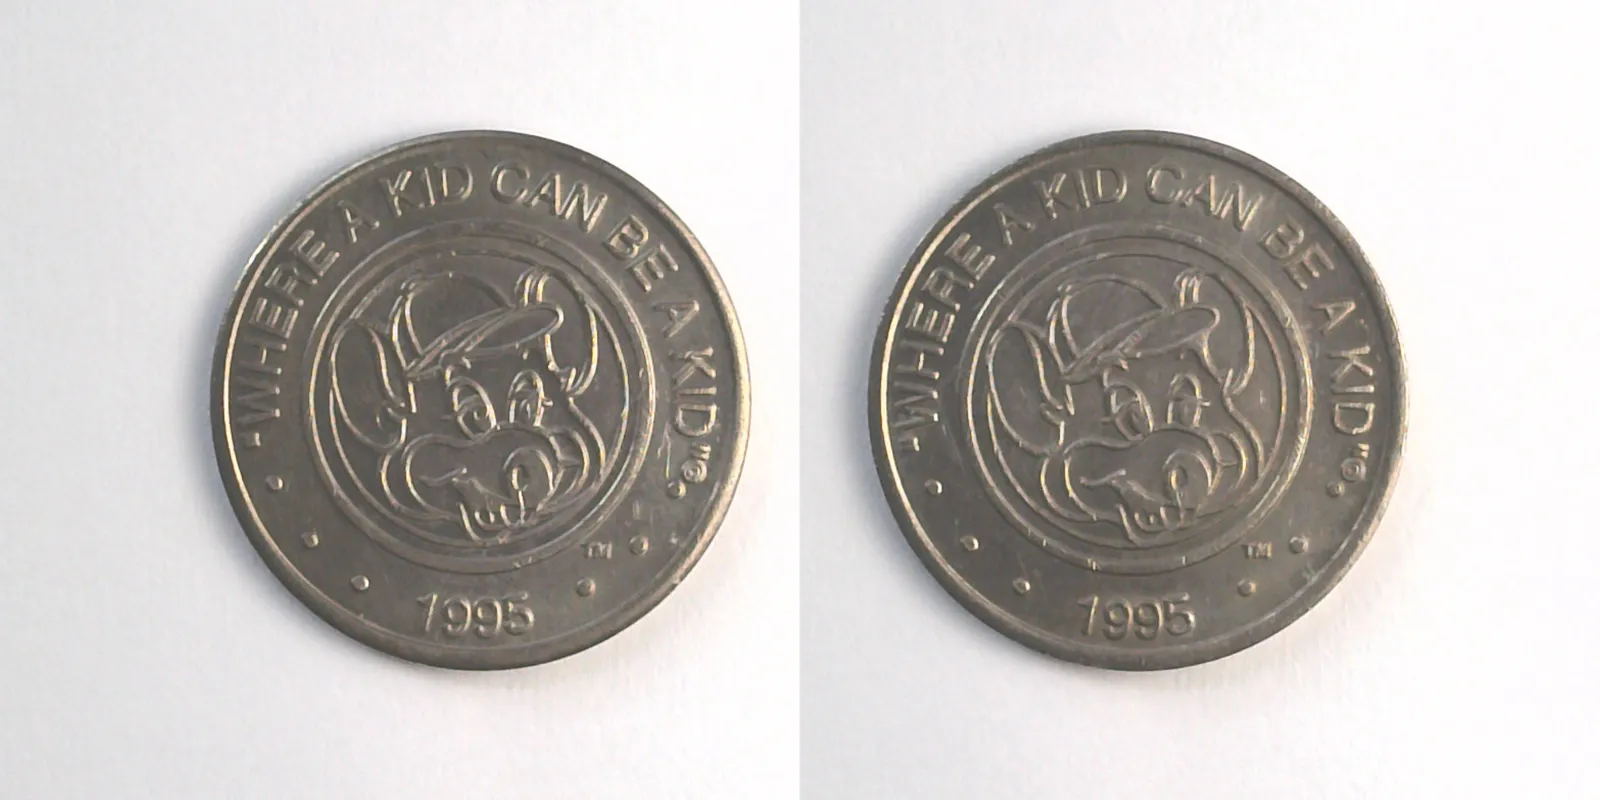 "WHERE A KID CAN BE A KID"©
TM
1995
"WHERE A KID CAN BE A KID"©
TM
1995